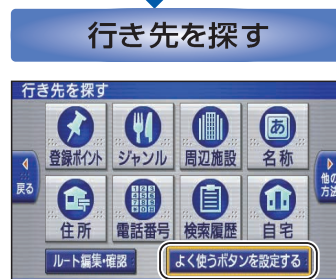 行き先を探す
行き先を探す
登録ポイント ジャンル 周辺施設 名称
あ
戻る
他の方法
住所 電話番号 検索履歴 自宅
ルート編集・確認 よく使うボタンを設定する